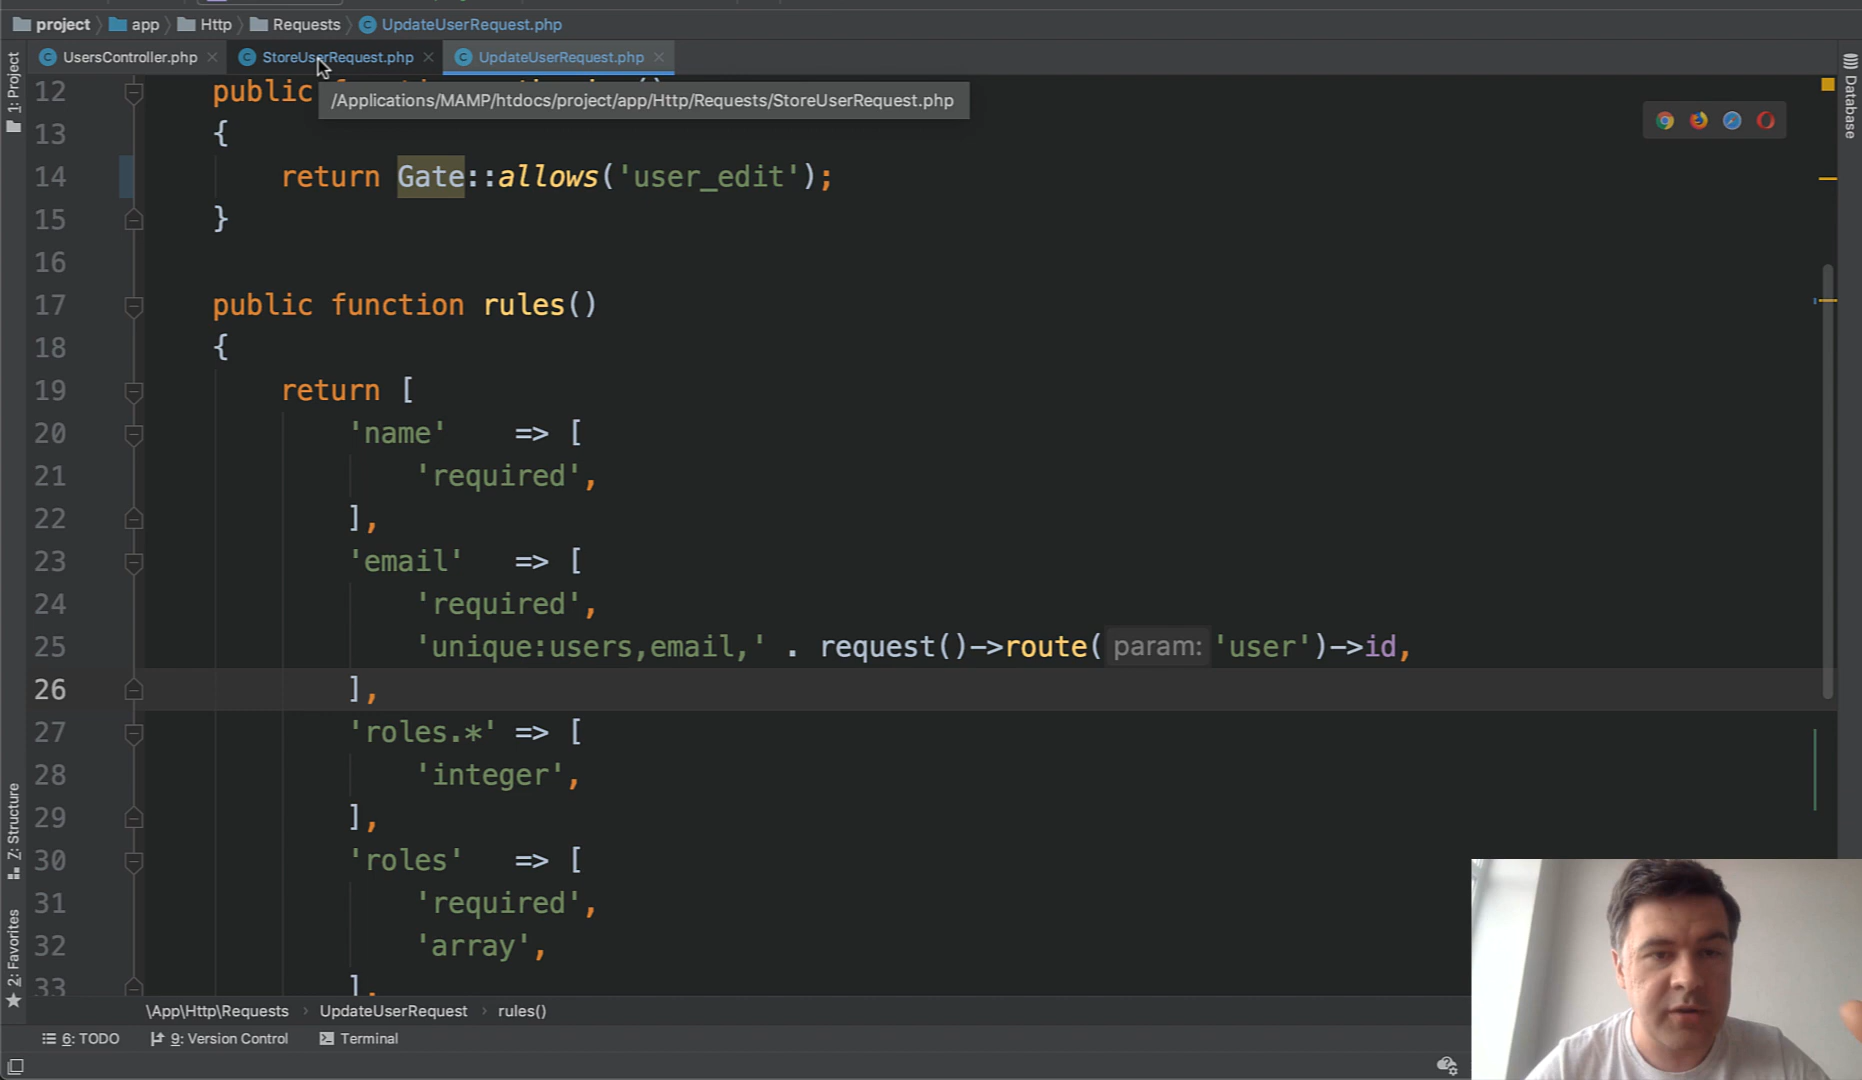 project app Http Requests UpdateUserRequest.php
UsersController.php StoreUserRequest.php UpdateUserRequest.php
/Applications/MAMP/htdocs/project/app/Http/Requests/StoreUserRequest.php
1: Project
Database
12 public
13 {
14 return Gate::allows('user_edit');
15 }
16
17 public function rules()
18 {
19 return [
20 'name' => [
21 'required',
22 ],
23 'email' => [
24 'required',
25 'unique:users,email,' . request()->route( param: 'user')->id,
26 ],
27 'roles.*' => [
28 'integer',
29 ],
30 'roles' => [
31 'required',
32 'array',
33 ],
Z: Structure
2: Favorites
\App\Http\Requests UpdateUserRequest rules()
6: TODO 9: Version Control Terminal